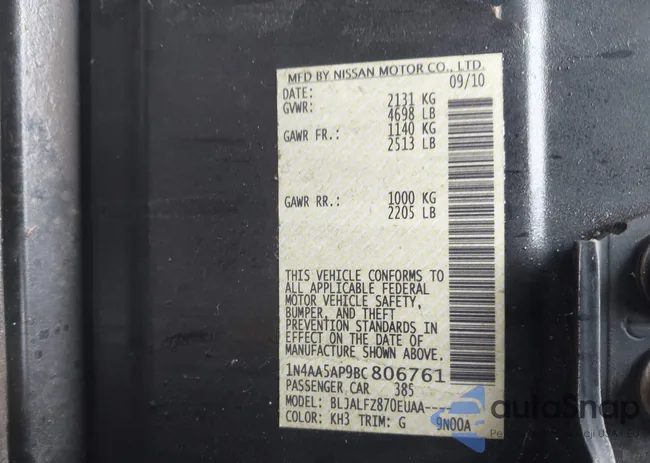 MFD BY NISSAN MOTOR CO., LTD.
DATE: 09/10
GVWR: 2131 KG
4698 LB
GAWR FR.: 1140 KG
2513 LB
GAWR RR.: 1000 KG
2205 LB
THIS VEHICLE CONFORMS TO
ALL APPLICABLE FEDERAL
MOTOR VEHICLE SAFETY,
BUMPER, AND THEFT
PREVENTION STANDARDS IN
EFFECT ON THE DATE OF
MANUFACTURE SHOWN ABOVE.
1N4AA5AP9BC806761
PASSENGER CAR 385
MODEL: BLJALFZ870EUAA---
COLOR: KH3 TRIM: G 9N00A
autoSnap